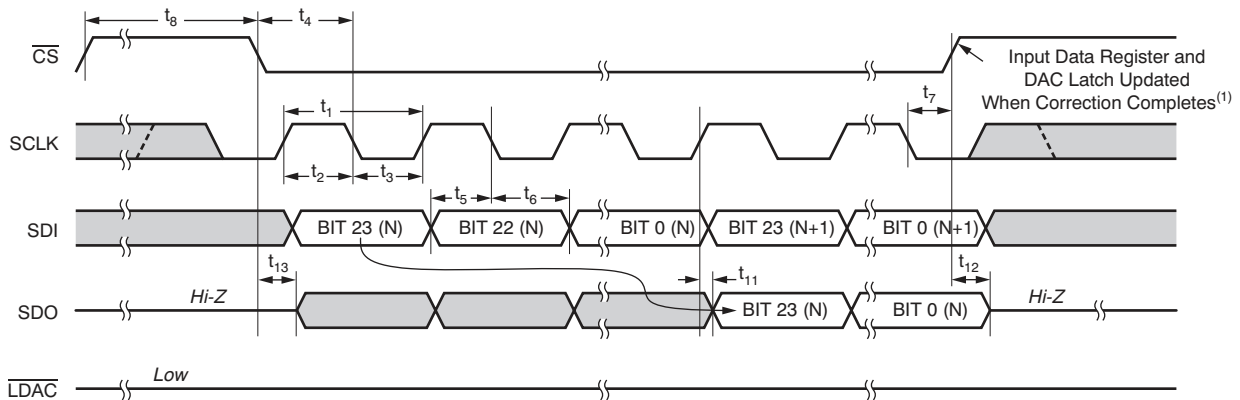 t8
t4
CS
Input Data Register and
DAC Latch Updated
When Correction Completes(1)
t7
t1
SCLK
t2
t3
t5
t6
SDI
BIT 23 (N)
BIT 22 (N)
BIT 0 (N)
BIT 23 (N+1)
BIT 0 (N+1)
t13
t11
t12
SDO
Hi-Z
BIT 23 (N)
BIT 0 (N)
Hi-Z
LDAC
Low